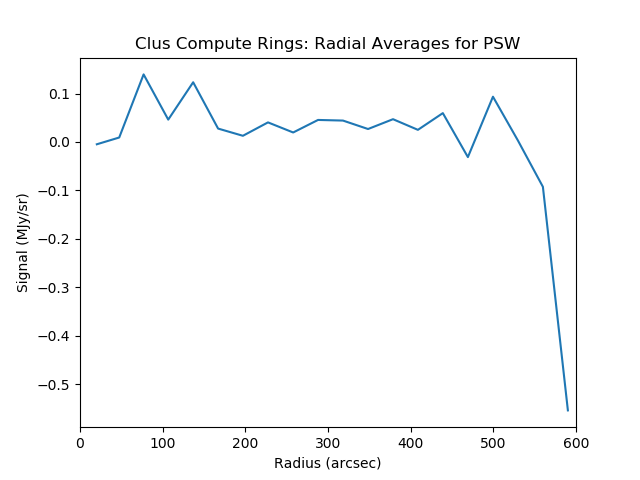 Clus Compute Rings: Radial Averages for PSW
0.1
0.0
−0.1
−0.2
−0.3
−0.4
−0.5
Signal (MJy/sr)
0 100 200 300 400 500 600
Radius (arcsec)